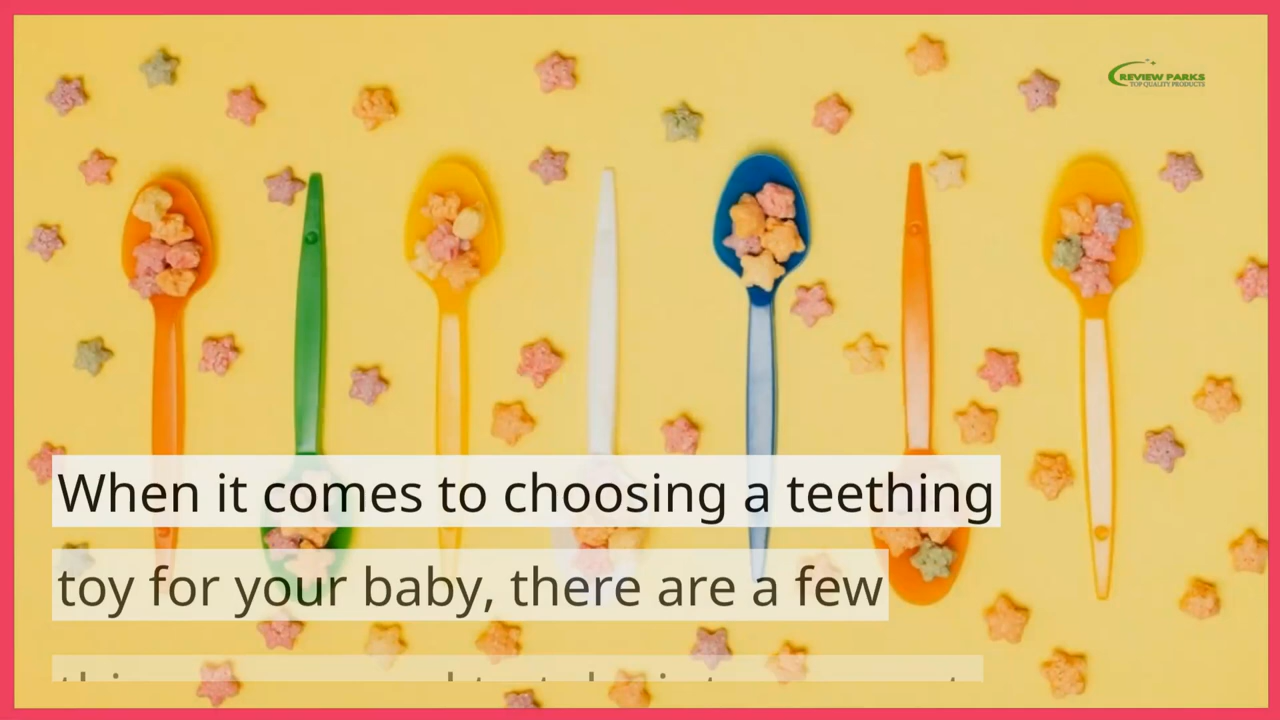 REVIEW PARKS
TOP QUALITY PRODUCTS
When it comes to choosing a teething
toy for your baby, there are a few